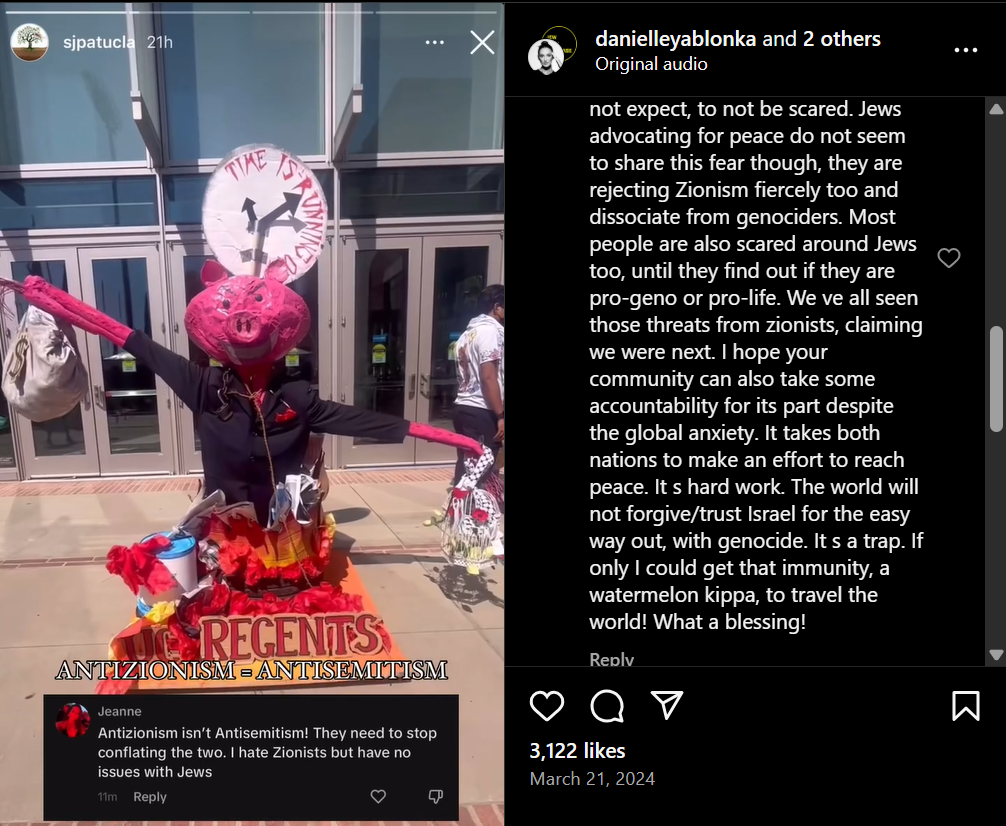 sjpatucla 21h
TIME IS RUNNING O
UC REGENTS
ANTIZIONISM = ANTISEMITISM
Jeanne
Antizionism isn't Antisemitism! They need to stop
conflating the two. I hate Zionists but have no
issues with Jews
11m Reply
danielleyablonka and 2 others
Original audio
not expect, to not be scared. Jews
advocating for peace do not seem
to share this fear though, they are
rejecting Zionism fiercely too and
dissociate from genociders. Most
people are also scared around Jews
too, until they find out if they are
pro-geno or pro-life. We ve all seen
those threats from zionists, claiming
we were next. I hope your
community can also take some
accountability for its part despite
the global anxiety. It takes both
nations to make an effort to reach
peace. It s hard work. The world will
not forgive/trust Israel for the easy
way out, with genocide. It s a trap. If
only I could get that immunity, a
watermelon kippa, to travel the
world! What a blessing!
Reply
3,122 likes
March 21, 2024